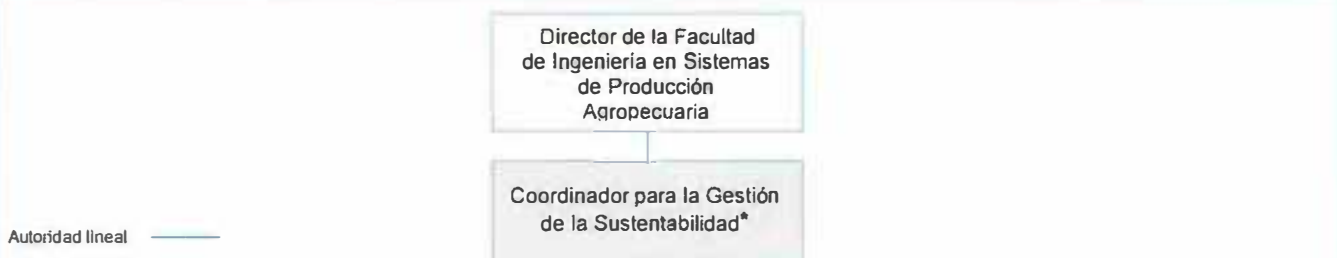 Director de la Facultad
de Ingeniería en Sistemas
de Producción
Agropecuaria
Coordinador para la Gestión
de la Sustentabilidad*
Autoridad lineal